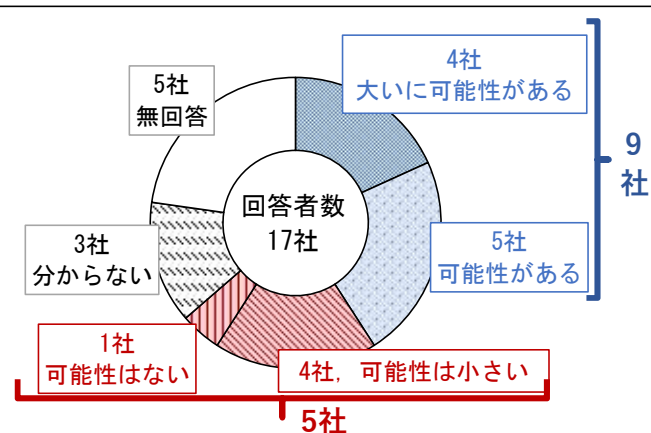 4社
大いに可能性がある
9
社
5社
可能性がある
4社，可能性は小さい
1社
可能性はない
5社
3社
分からない
5社
無回答
回答者数
17社